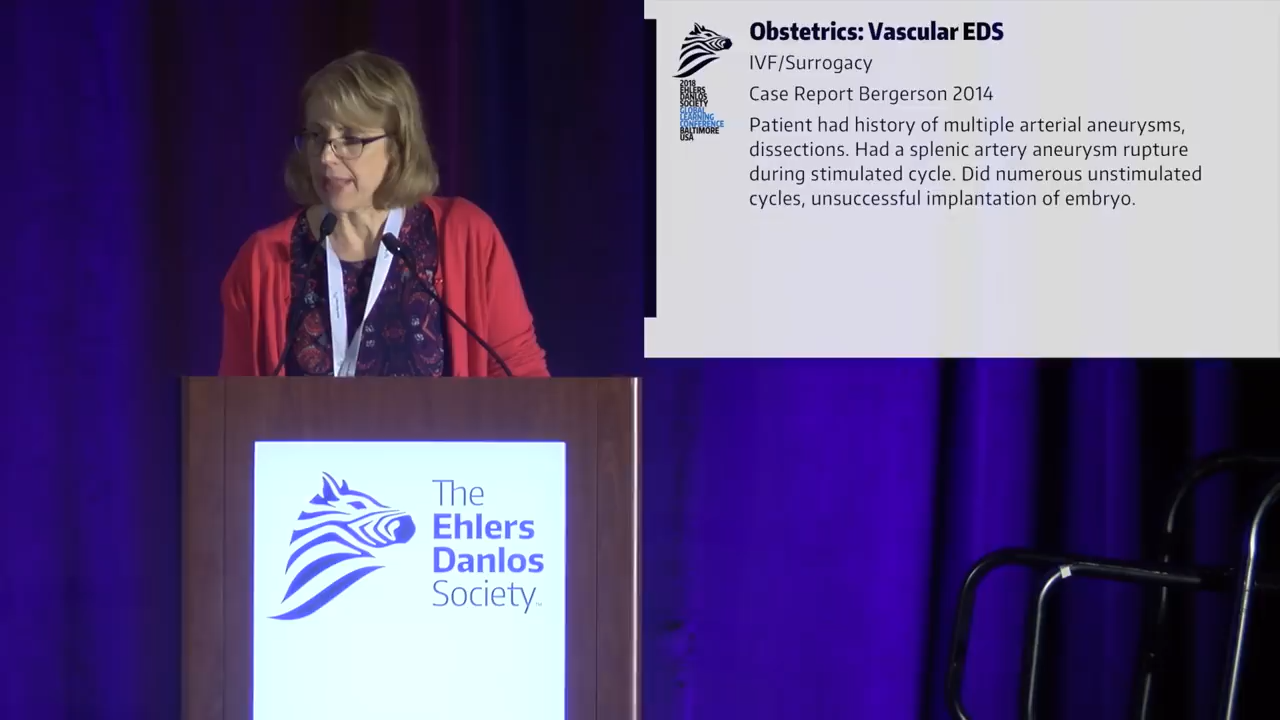 Obstetrics: Vascular EDS
IVF/Surrogacy
Case Report Bergerson 2014
Patient had history of multiple arterial aneurysms,
dissections. Had a splenic artery aneurysm rupture
during stimulated cycle. Did numerous unstimulated
cycles, unsuccessful implantation of embryo.
2018
EHLERS
DANLOS
SOCIETY
GLOBAL
LEARNING
CONFERENCE
BALTIMORE
USA
The
Ehlers
Danlos
Society